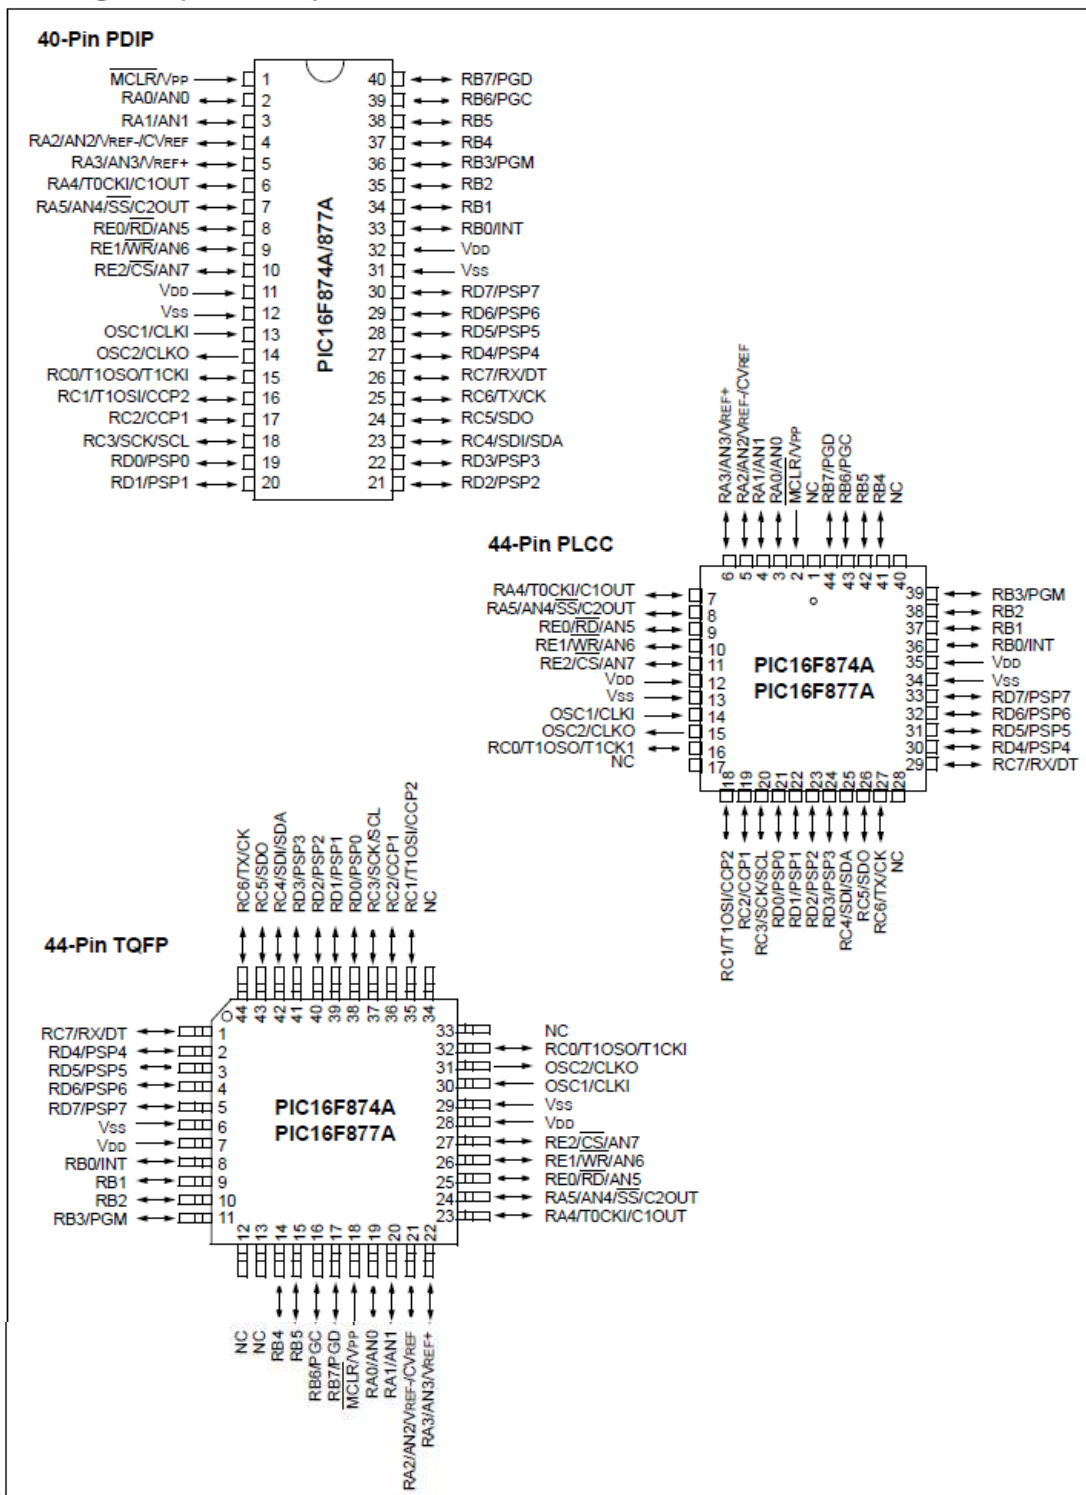 40-Pin PDIP
MCLR/VPP 1 40 RB7/PGD
RA0/AN0 2 39 RB6/PGC
RA1/AN1 3 38 RB5
RA2/AN2/VREF-/CVREF 4 37 RB4
RA3/AN3/VREF+ 5 36 RB3/PGM
RA4/T0CKI/C1OUT 6 35 RB2
RA5/AN4/SS/C2OUT 7 34 RB1
RE0/RD/AN5 8 33 RB0/INT
RE1/WR/AN6 9 32 VDD
RE2/CS/AN7 10 31 VSS
VDD 11 30 RD7/PSP7
VSS 12 29 RD6/PSP6
OSC1/CLKI 13 28 RD5/PSP5
OSC2/CLKO 14 27 RD4/PSP4
RC0/T1OSO/T1CKI 15 26 RC7/RX/DT
RC1/T1OSI/CCP2 16 25 RC6/TX/CK
RC2/CCP1 17 24 RC5/SDO
RC3/SCK/SCL 18 23 RC4/SDI/SDA
RD0/PSP0 19 22 RD3/PSP3
RD1/PSP1 20 21 RD2/PSP2
PIC16F874A/877A
44-Pin PLCC
RA3/AN3/VREF+
RA2/AN2/VREF-/CVREF
RA1/AN1
RA0/AN0
MCLR/VPP
NC
RB7/PGD
RB6/PGC
RB5
RB4
NC
6 5 4 3 2 1 44 43 42 41 40
RA4/T0CKI/C1OUT 7 39 RB3/PGM
RA5/AN4/SS/C2OUT 8 38 RB2
RE0/RD/AN5 9 37 RB1
RE1/WR/AN6 10 36 RB0/INT
RE2/CS/AN7 11 35 VDD
VDD 12 34 VSS
VSS 13 33 RD7/PSP7
OSC1/CLKI 14 32 RD6/PSP6
OSC2/CLKO 15 31 RD5/PSP5
RC0/T1OSO/T1CK1 16 30 RD4/PSP4
NC 17 29 RC7/RX/DT
PIC16F874A
PIC16F877A
18 19 20 21 22 23 24 25 26 27 28
RC1/T1OSI/CCP2
RC2/CCP1
RC3/SCK/SCL
RD0/PSP0
RD1/PSP1
RD2/PSP2
RD3/PSP3
RC4/SDI/SDA
RC5/SDO
RC6/TX/CK
NC
44-Pin TQFP
RC6/TX/CK
RC5/SDO
RC4/SDI/SDA
RD3/PSP3
RD2/PSP2
RD1/PSP1
RD0/PSP0
RC3/SCK/SCL
RC2/CCP1
RC1/T1OSI/CCP2
NC
44 43 42 41 40 39 38 37 36 35 34
RC7/RX/DT 1 33 NC
RD4/PSP4 2 32 RC0/T1OSO/T1CKI
RD5/PSP5 3 31 OSC2/CLKO
RD6/PSP6 4 30 OSC1/CLKI
RD7/PSP7 5 29 VSS
VSS 6 28 VDD
VDD 7 27 RE2/CS/AN7
RB0/INT 8 26 RE1/WR/AN6
RB1 9 25 RE0/RD/AN5
RB2 10 24 RA5/AN4/SS/C2OUT
RB3/PGM 11 23 RA4/T0CKI/C1OUT
PIC16F874A
PIC16F877A
12 13 14 15 16 17 18 19 20 21 22
NC
NC
RB4
RB5
RB6/PGC
RB7/PGD
MCLR/VPP
RA0/AN0
RA1/AN1
RA2/AN2/VREF-/CVREF
RA3/AN3/VREF+